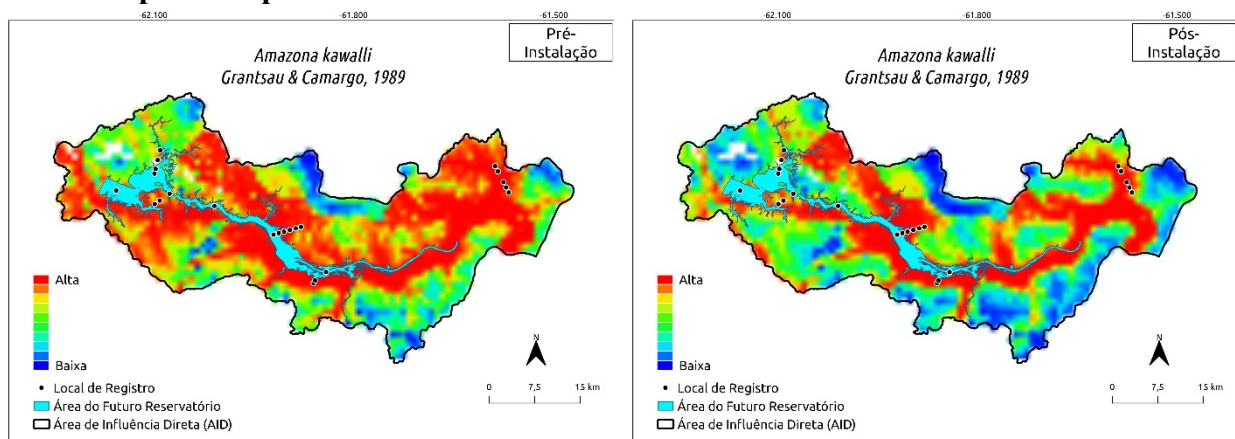 -62.100 -61.800 -61.500
Pré-
Instalação
Amazona kawalli
Grantsau & Camargo, 1989
Alta
Baixa
Local de Registro
Área do Futuro Reservatório
Área de Influência Direta (AID)
N
0 7,5 15 km
-62.100 -61.800 -61.500
Pós-
Instalação
Amazona kawalli
Grantsau & Camargo, 1989
Alta
Baixa
Local de Registro
Área do Futuro Reservatório
Área de Influência Direta (AID)
N
0 7,5 15 km